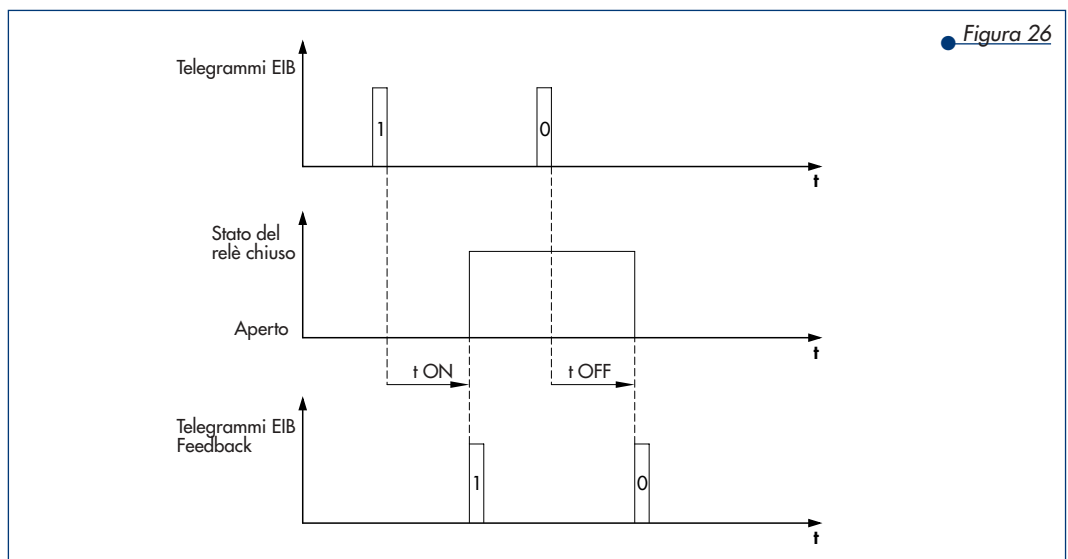 Figura 26
Telegrammi EIB
1
0
t
Stato del
relè chiuso
Aperto
t
t ON
t OFF
Telegrammi EIB
Feedback
1
0
t